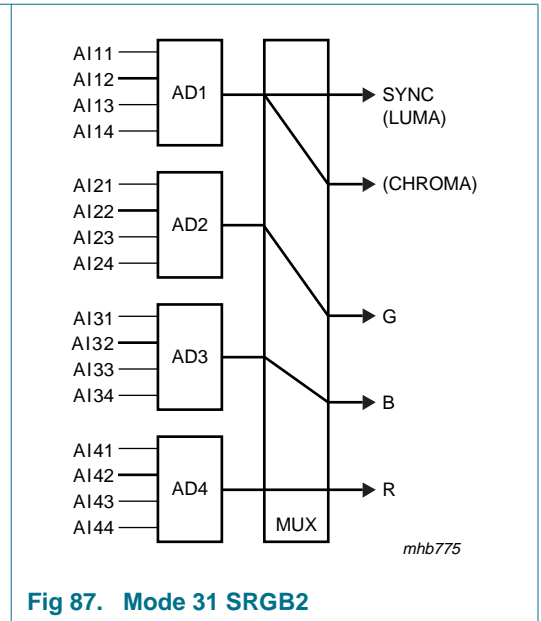 AI11
AI12
AI13
AI14
AD1
SYNC
(LUMA)
(CHROMA)
AI21
AI22
AI23
AI24
AD2
G
AI31
AI32
AI33
AI34
AD3
B
AI41
AI42
AI43
AI44
AD4
R
MUX
mhb775
Fig 87. Mode 31 SRGB2